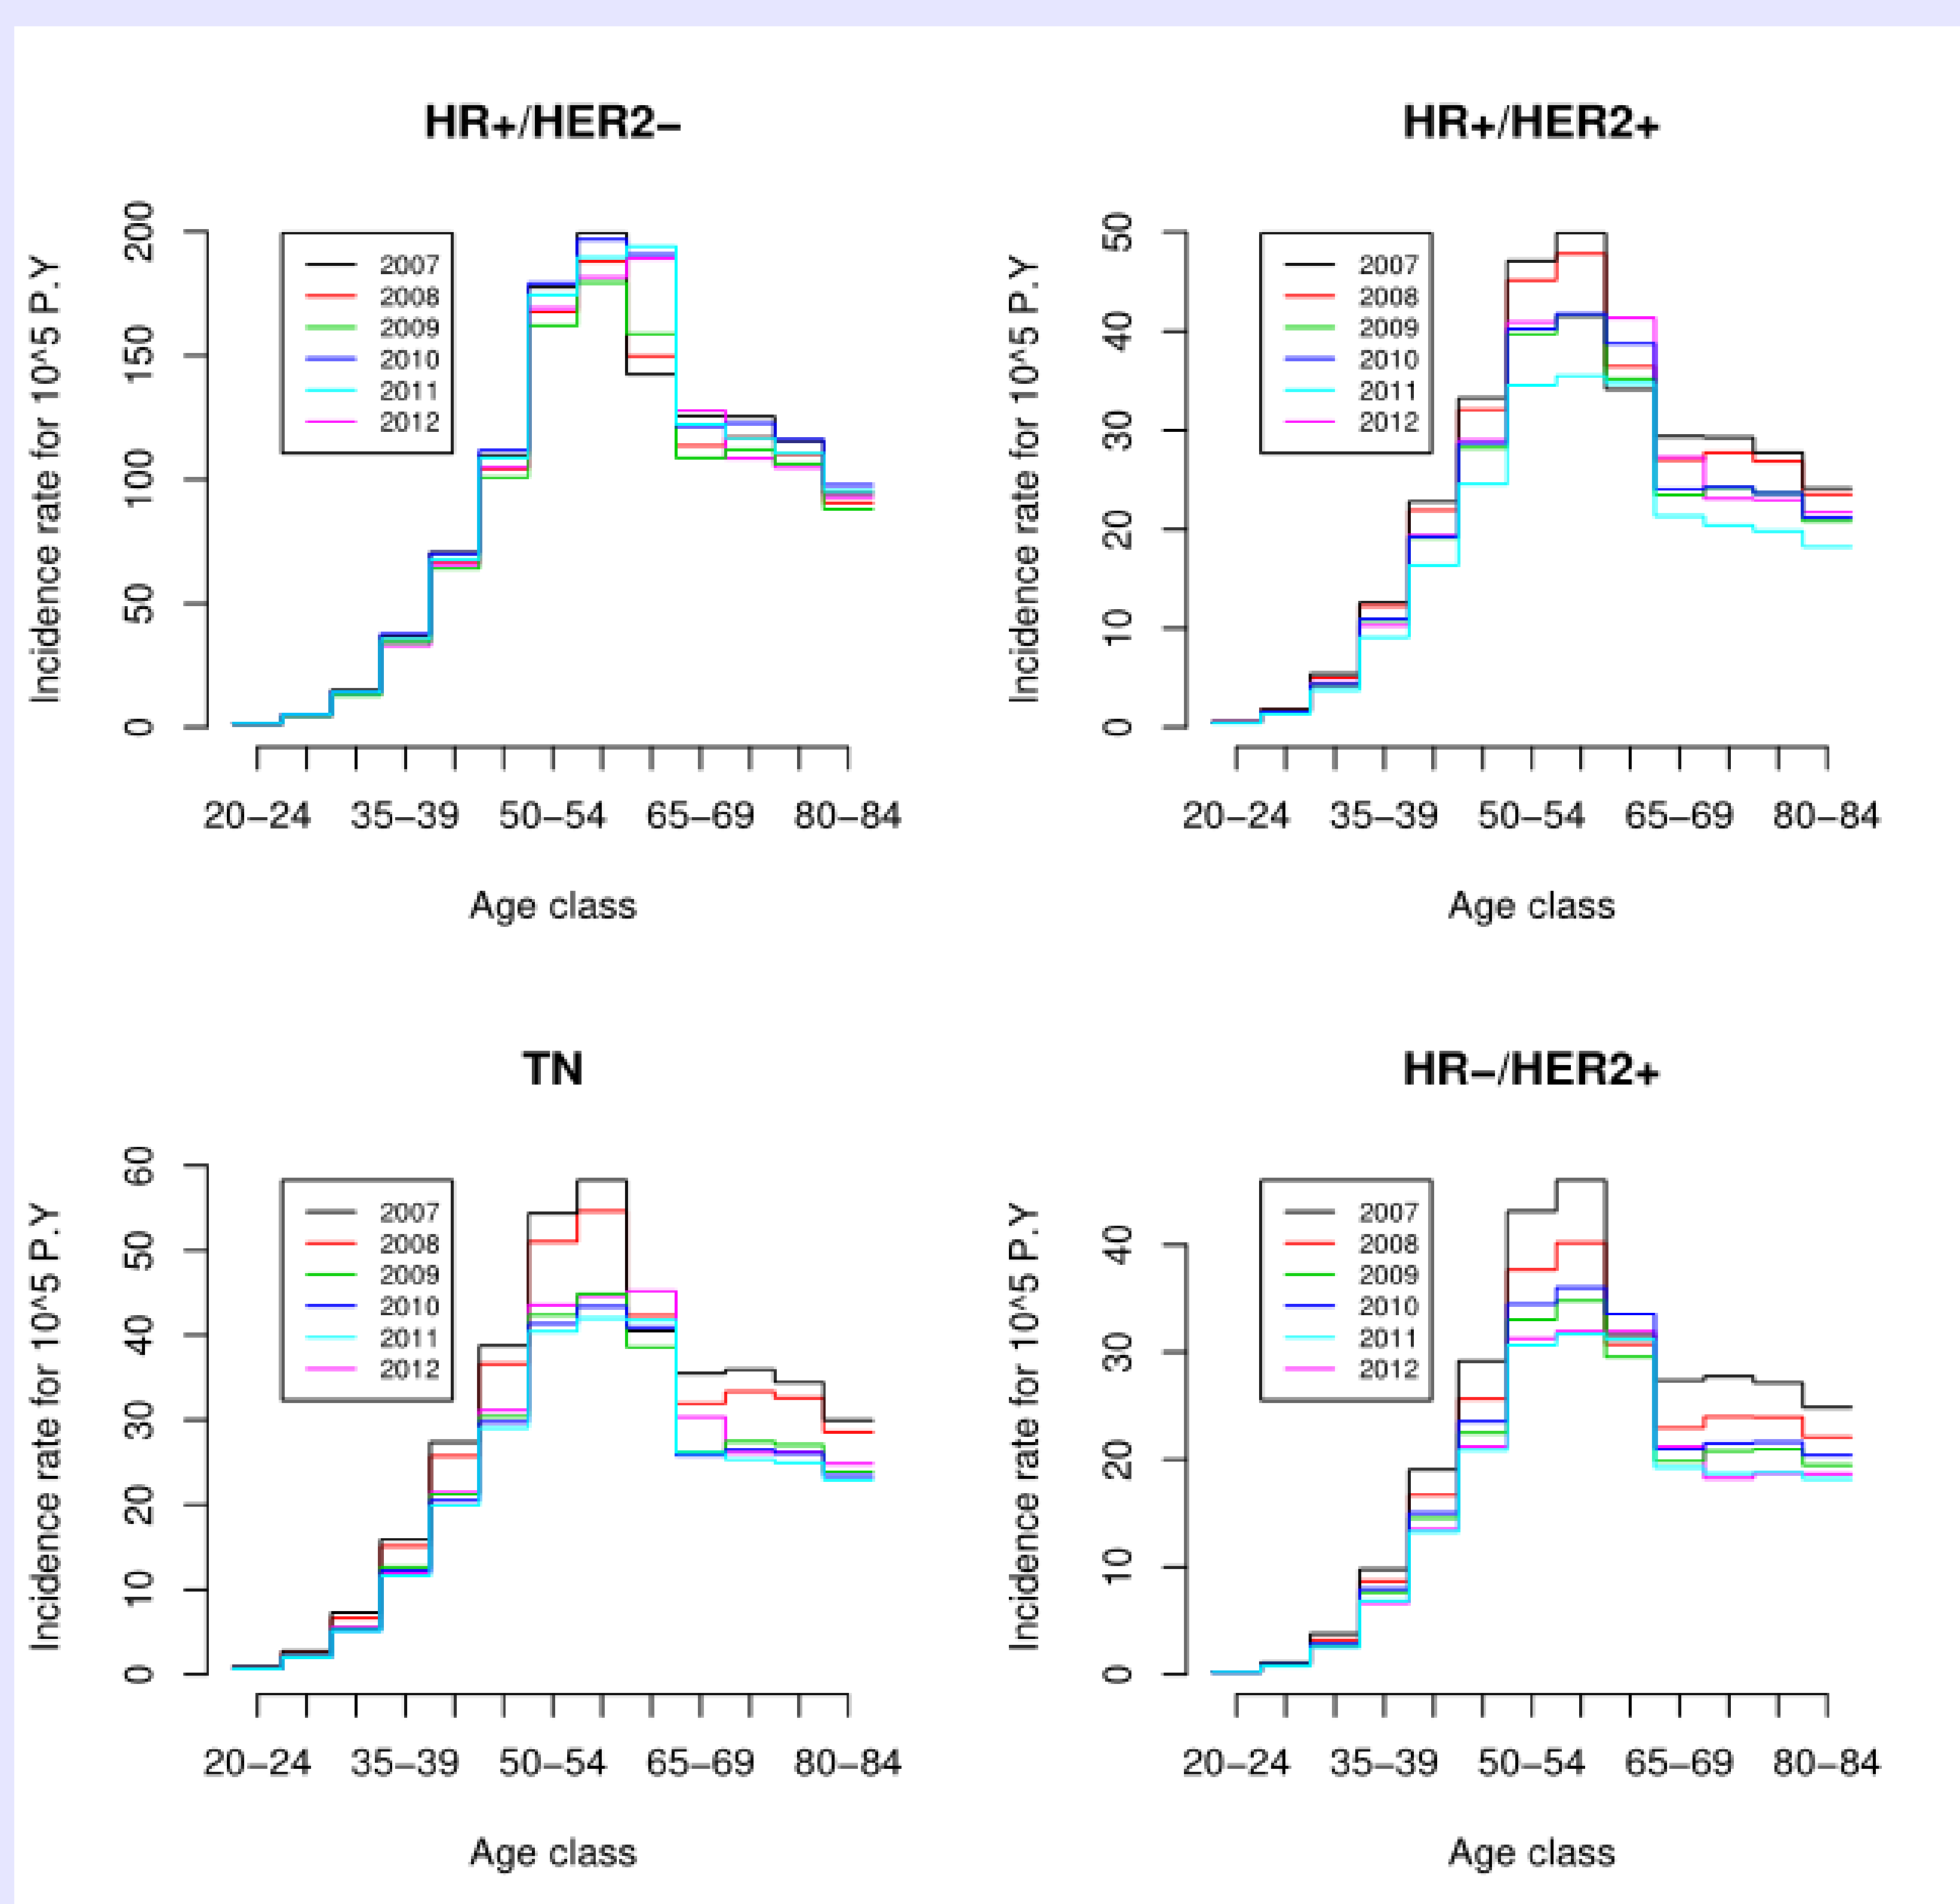 HR+/HER2−
Incidence rate for 10^5 P.Y
0
50
100
150
200
2007
2008
2009
2010
2011
2012
20−24 35−39 50−54 65−69 80−84
Age class
HR+/HER2+
Incidence rate for 10^5 P.Y
0
10
20
30
40
50
2007
2008
2009
2010
2011
2012
20−24 35−39 50−54 65−69 80−84
Age class
TN
Incidence rate for 10^5 P.Y
0
10
20
30
40
50
60
2007
2008
2009
2010
2011
2012
20−24 35−39 50−54 65−69 80−84
Age class
HR−/HER2+
Incidence rate for 10^5 P.Y
0
10
20
30
40
2007
2008
2009
2010
2011
2012
20−24 35−39 50−54 65−69 80−84
Age class